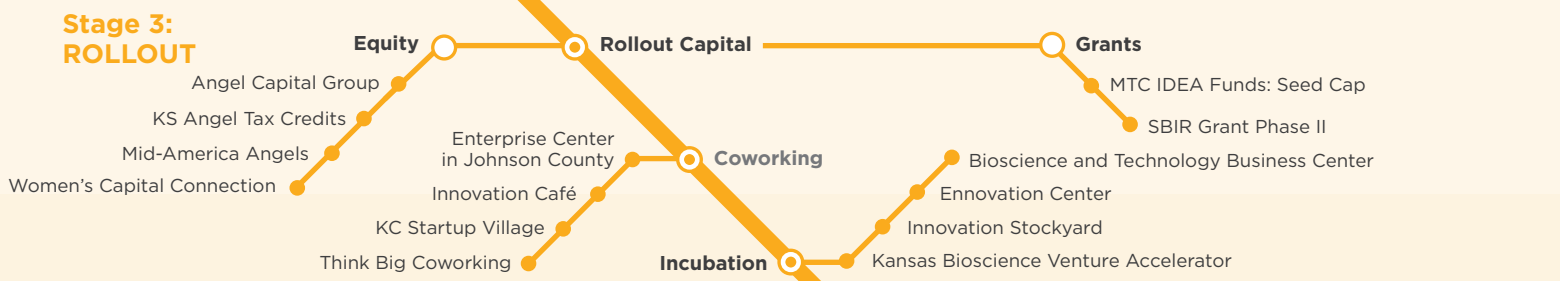 Stage 3:
ROLLOUT
Equity
Rollout Capital
Grants
Angel Capital Group
KS Angel Tax Credits
Mid-America Angels
Women’s Capital Connection
MTC IDEA Funds: Seed Cap
SBIR Grant Phase II
Enterprise Center
in Johnson County
Coworking
Innovation Café
KC Startup Village
Think Big Coworking
Bioscience and Technology Business Center
Ennovation Center
Innovation Stockyard
Incubation
Kansas Bioscience Venture Accelerator